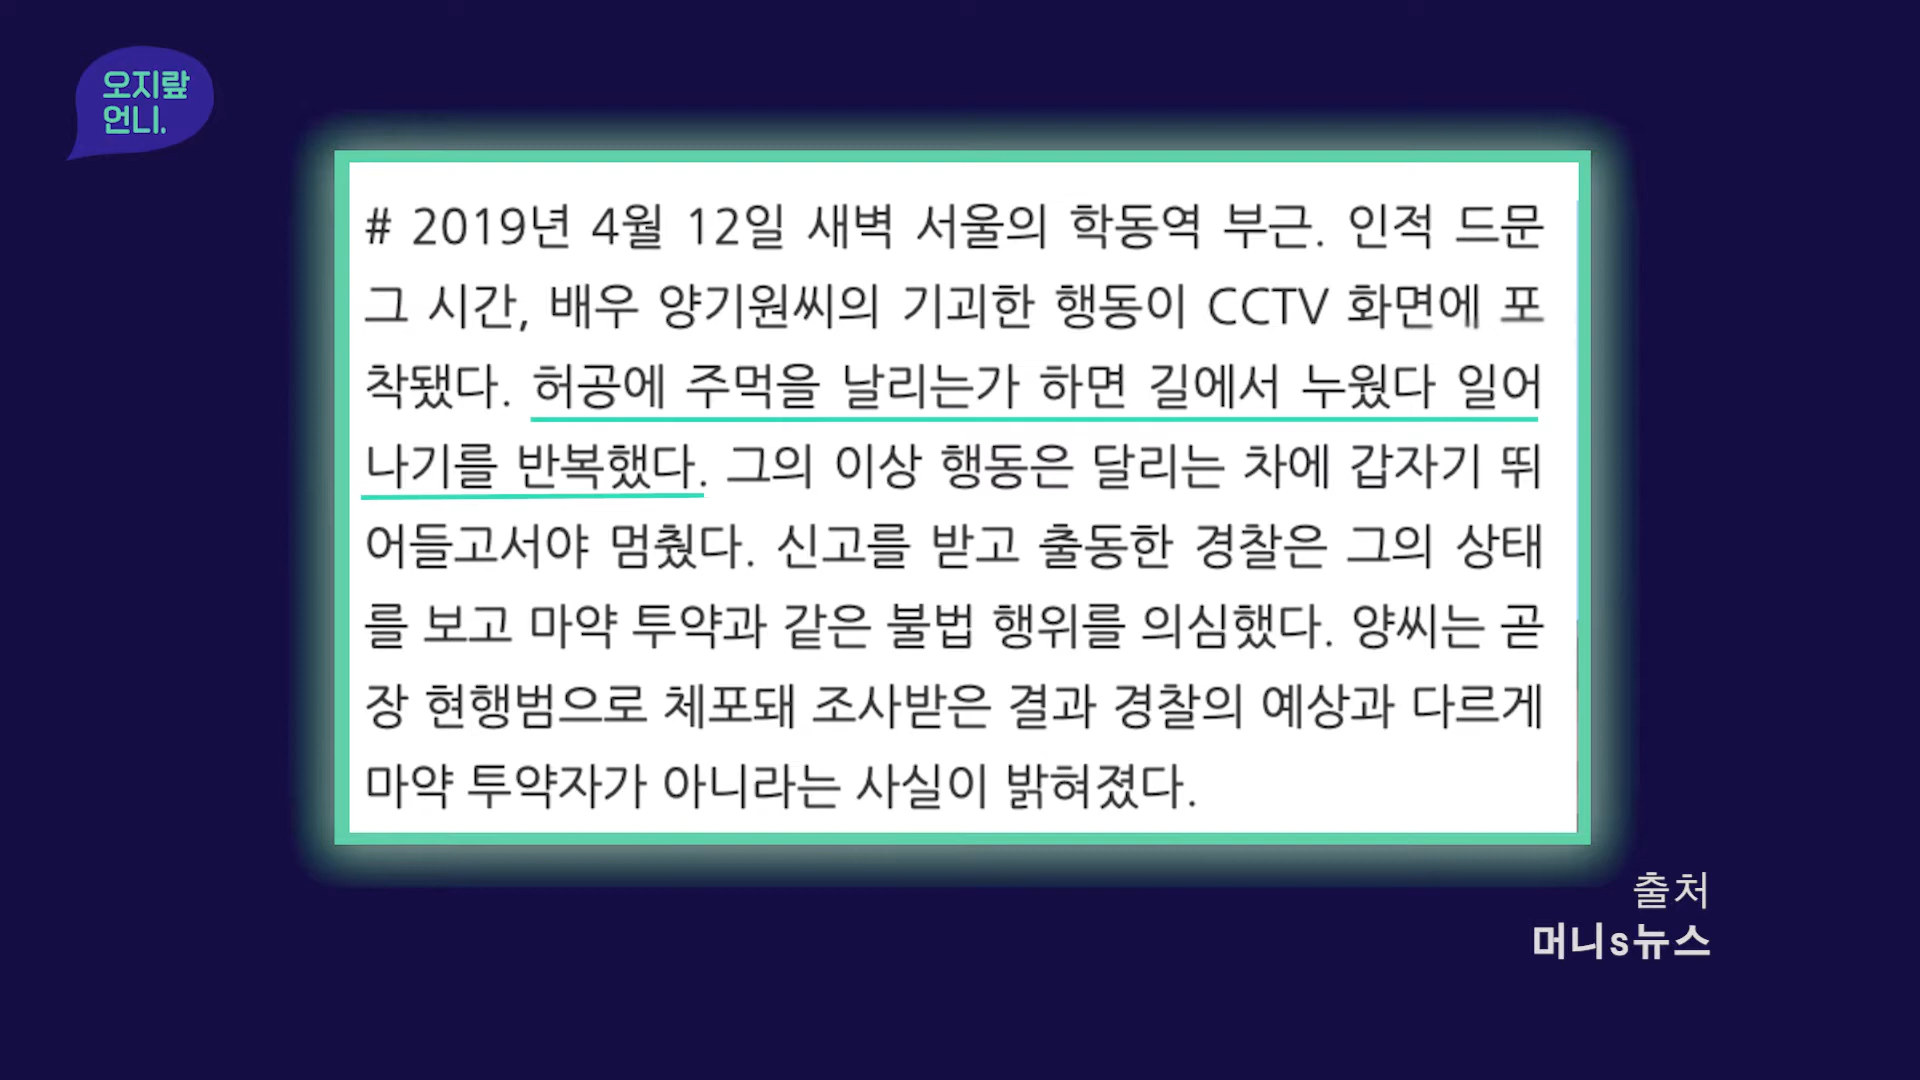 오지랖
언니.
# 2019년 4월 12일 새벽 서울의 학동역 부근. 인적 드문
그 시간, 배우 양기원씨의 기괴한 행동이 CCTV 화면에 포
착됐다. 허공에 주먹을 날리는가 하면 길에서 누웠다 일어
나기를 반복했다. 그의 이상 행동은 달리는 차에 갑자기 뛰
어들고서야 멈췄다. 신고를 받고 출동한 경찰은 그의 상태
를 보고 마약 투약과 같은 불법 행위를 의심했다. 양씨는 곧
장 현행범으로 체포돼 조사받은 결과 경찰의 예상과 다르게
마약 투약자가 아니라는 사실이 밝혀졌다.
출처
머니s뉴스